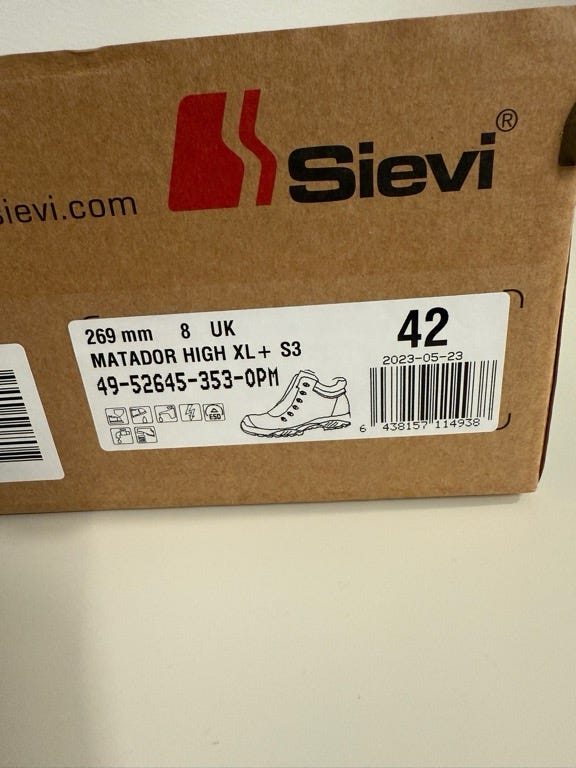 Sievi®
sievi.com
269 mm 8 UK
42
MATADOR HIGH XL+ S3
2023-05-23
49-52645-353-0PM
ESD
6 438157 114938